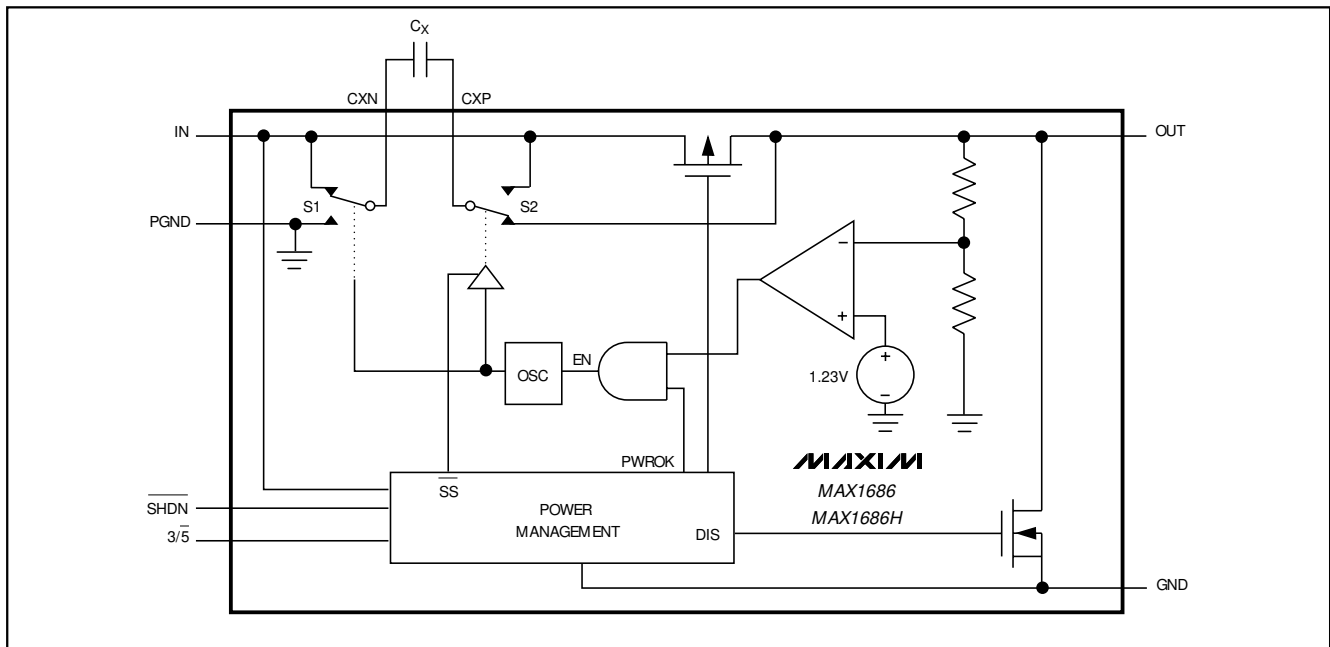 Cx
CXN CXP
IN OUT
S1 S2
PGND
−
+
+
1.23V
−
EN
OSC
PWROK
MAXIM
SS̅
MAX1686
SHDN̅
POWER
MANAGEMENT
MAX1686H
3/5̅
DIS
GND